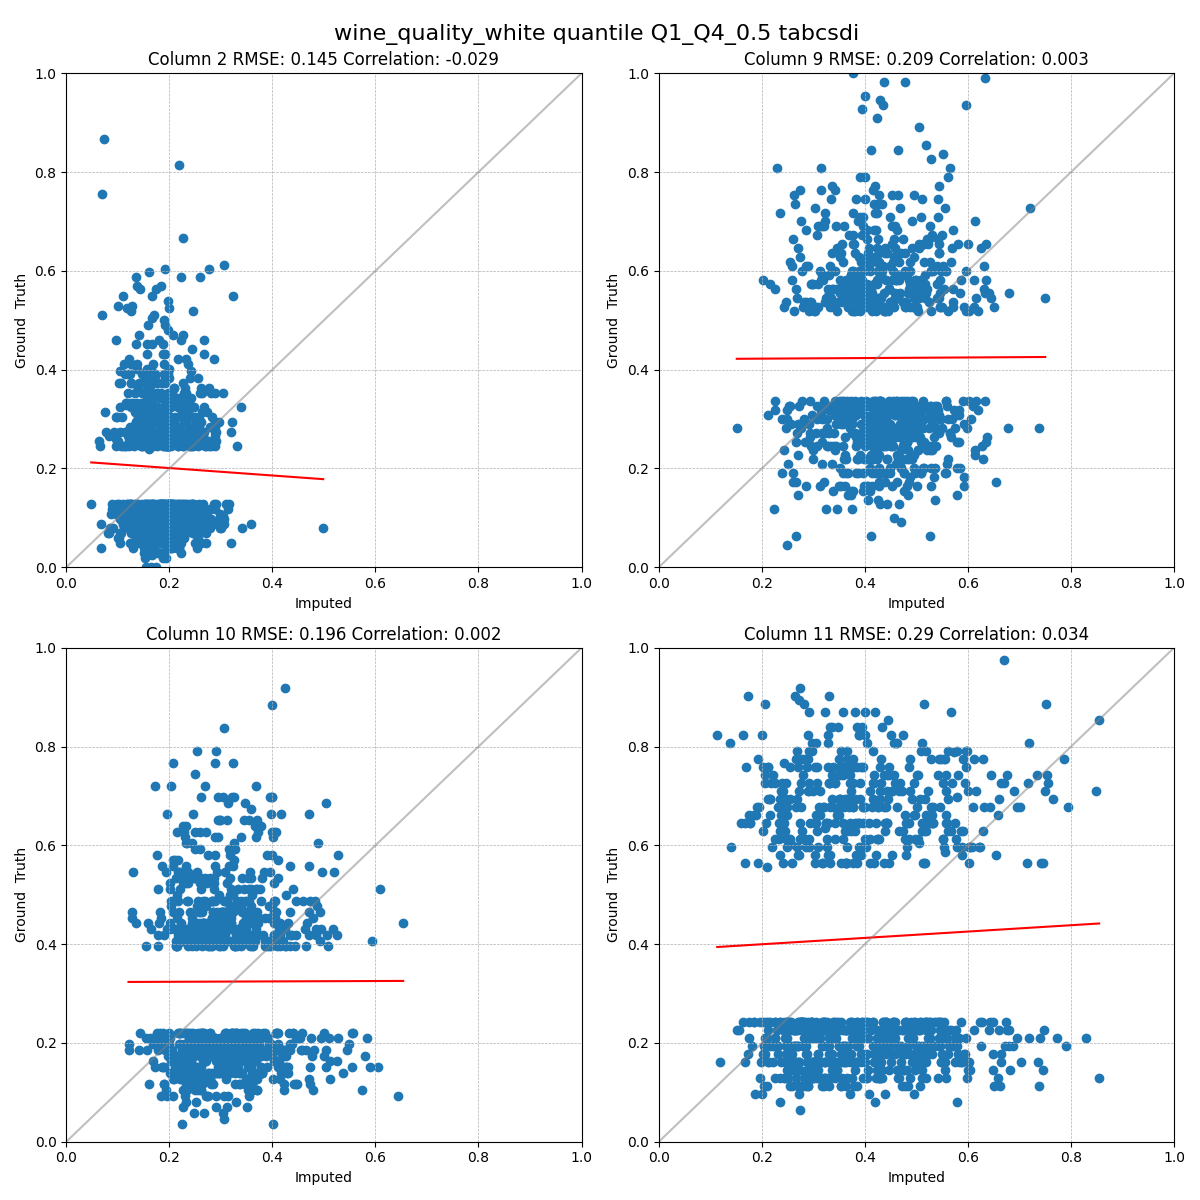 wine_quality_white quantile Q1_Q4_0.5 tabcsdi
Column 2 RMSE: 0.145 Correlation: -0.029
1.0
0.8
0.6
0.4
0.2
0.0
Ground Truth
0.0 0.2 0.4 0.6 0.8 1.0
Imputed
Column 9 RMSE: 0.209 Correlation: 0.003
1.0
0.8
0.6
0.4
0.2
0.0
Ground Truth
0.0 0.2 0.4 0.6 0.8 1.0
Imputed
Column 10 RMSE: 0.196 Correlation: 0.002
1.0
0.8
0.6
0.4
0.2
0.0
Ground Truth
0.0 0.2 0.4 0.6 0.8 1.0
Imputed
Column 11 RMSE: 0.29 Correlation: 0.034
1.0
0.8
0.6
0.4
0.2
0.0
Ground Truth
0.0 0.2 0.4 0.6 0.8 1.0
Imputed